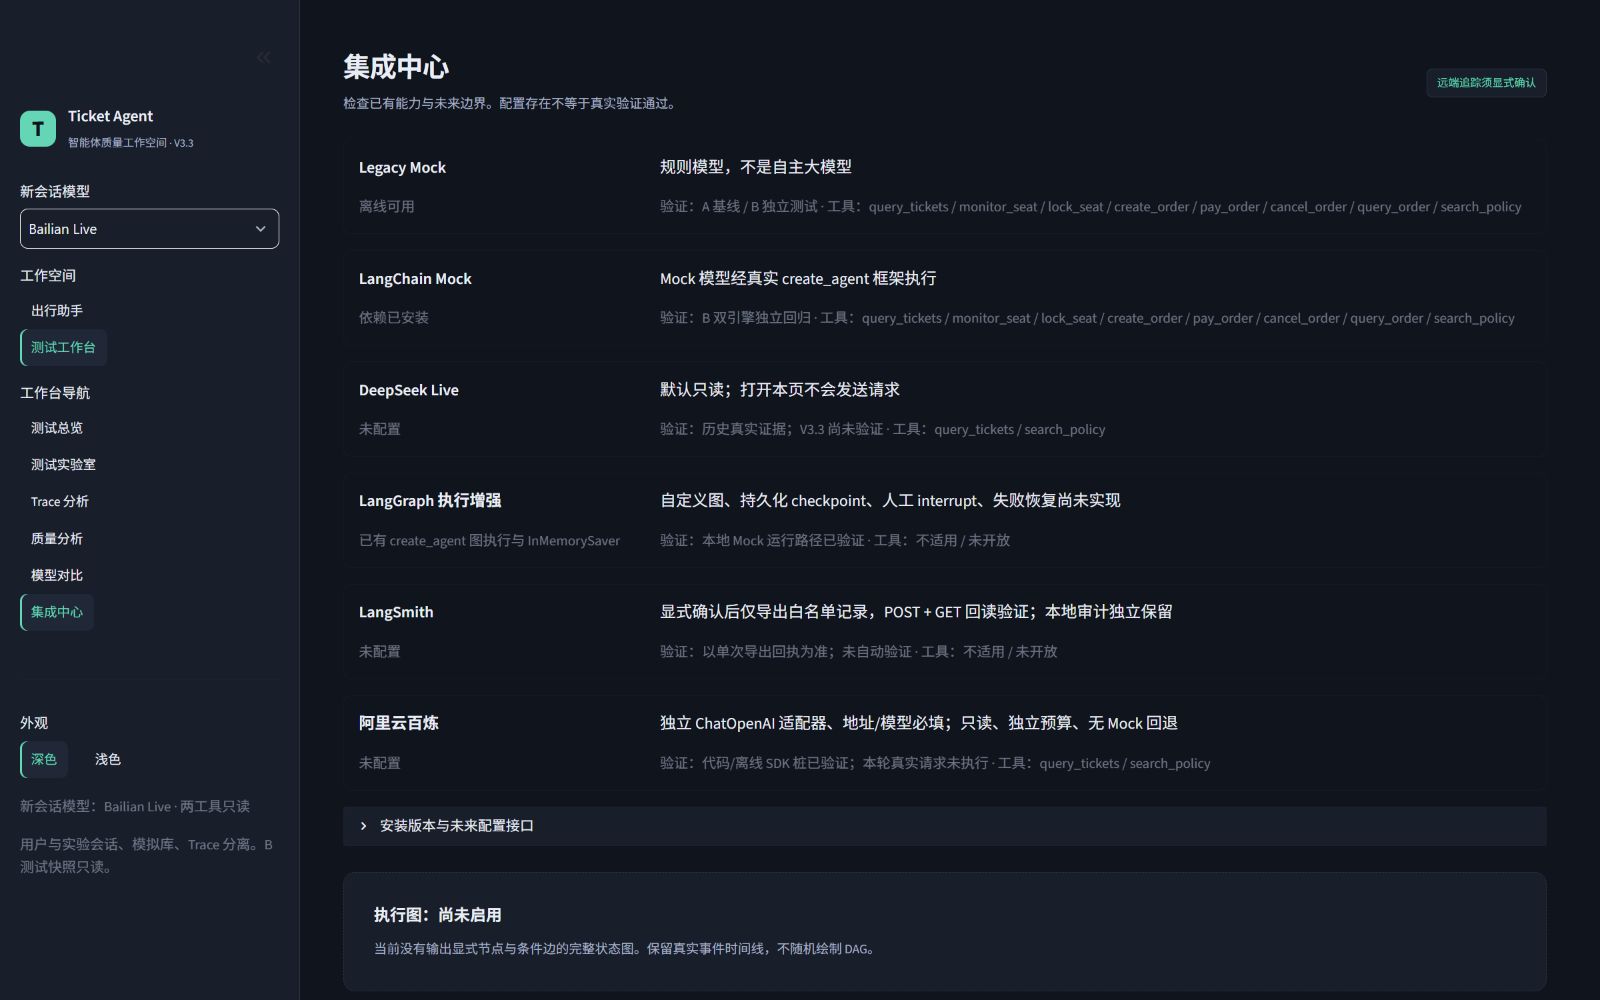 T
Ticket Agent
智能体质量工作空间 · V3.3
新会话模型
Bailian Live
工作空间
出行助手
测试工作台
工作台导航
测试总览
测试实验室
Trace 分析
质量分析
模型对比
集成中心
外观
深色
浅色
新会话模型：Bailian Live · 两工具只读
用户与实验会话、模拟库、Trace 分离。B
测试快照只读。
集成中心
检查已有能力与未来边界。配置存在不等于真实验证通过。
远端追踪须显式确认
Legacy Mock
规则模型，不是自主大模型
离线可用
验证：A 基线 / B 独立测试 · 工具：query_tickets / monitor_seat / lock_seat / create_order / pay_order / cancel_order / query_order / search_policy
LangChain Mock
Mock 模型经真实 create_agent 框架执行
依赖已安装
验证：B 双引擎独立回归 · 工具：query_tickets / monitor_seat / lock_seat / create_order / pay_order / cancel_order / query_order / search_policy
DeepSeek Live
默认只读；打开本页不会发送请求
未配置
验证：历史真实证据；V3.3 尚未验证 · 工具：query_tickets / search_policy
LangGraph 执行增强
自定义图、持久化 checkpoint、人工 interrupt、失败恢复尚未实现
已有 create_agent 图执行与 InMemorySaver
验证：本地 Mock 运行路径已验证 · 工具：不适用 / 未开放
LangSmith
显式确认后仅导出白名单记录，POST + GET 回读验证；本地审计独立保留
未配置
验证：以单次导出回执为准；未自动验证 · 工具：不适用 / 未开放
阿里云百炼
独立 ChatOpenAI 适配器、地址/模型必填；只读、独立预算、无 Mock 回退
未配置
验证：代码/离线 SDK 桩已验证；本轮真实请求未执行 · 工具：query_tickets / search_policy
安装版本与未来配置接口
执行图：尚未启用
当前没有输出显式节点与条件边的完整状态图。保留真实事件时间线，不随机绘制 DAG。